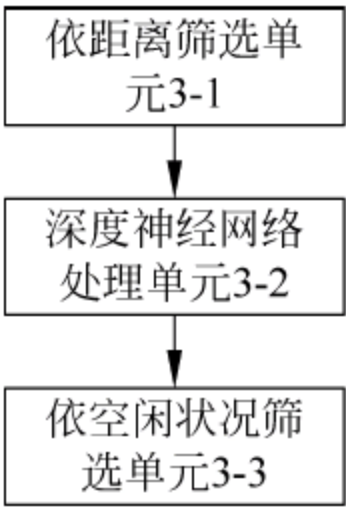 依距离筛选单
元3-1
深度神经网络
处理单元3-2
依空闲状况筛
选单元3-3